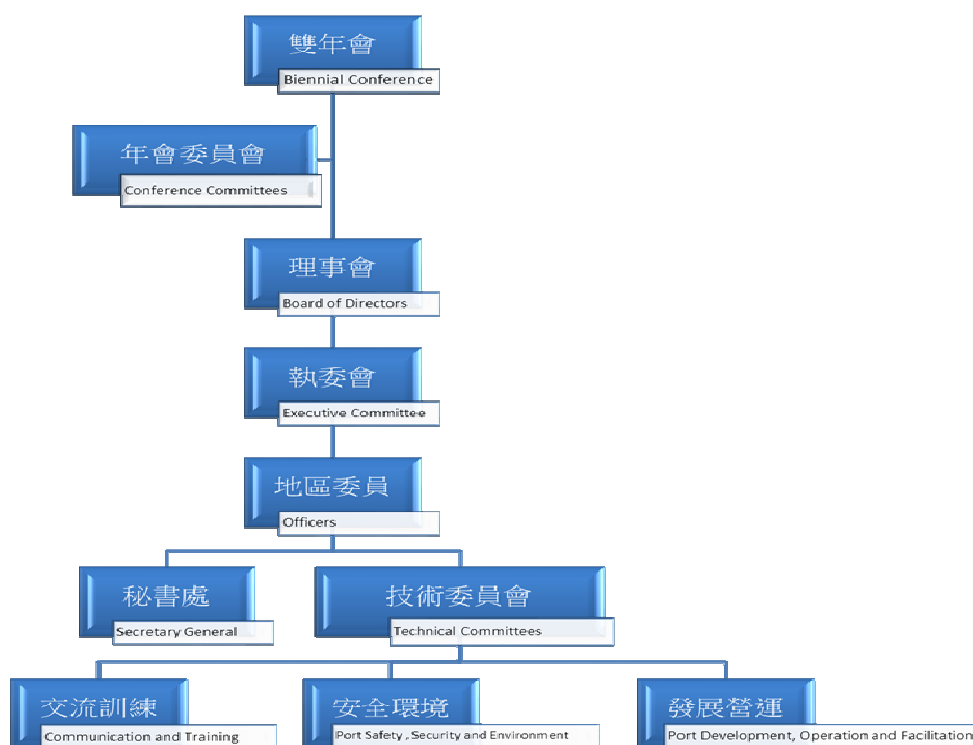 雙年會
Biennial Conference
年會委員會
Conference Committees
理事會
Board of Directors
執委會
Executive Committee
地區委員
Officers
秘書處
Secretary General
技術委員會
Technical Committees
交流訓練
Communication and Training
安全環境
Port Safety , Security and Environment
發展營運
Port Development, Operation and Facilitation